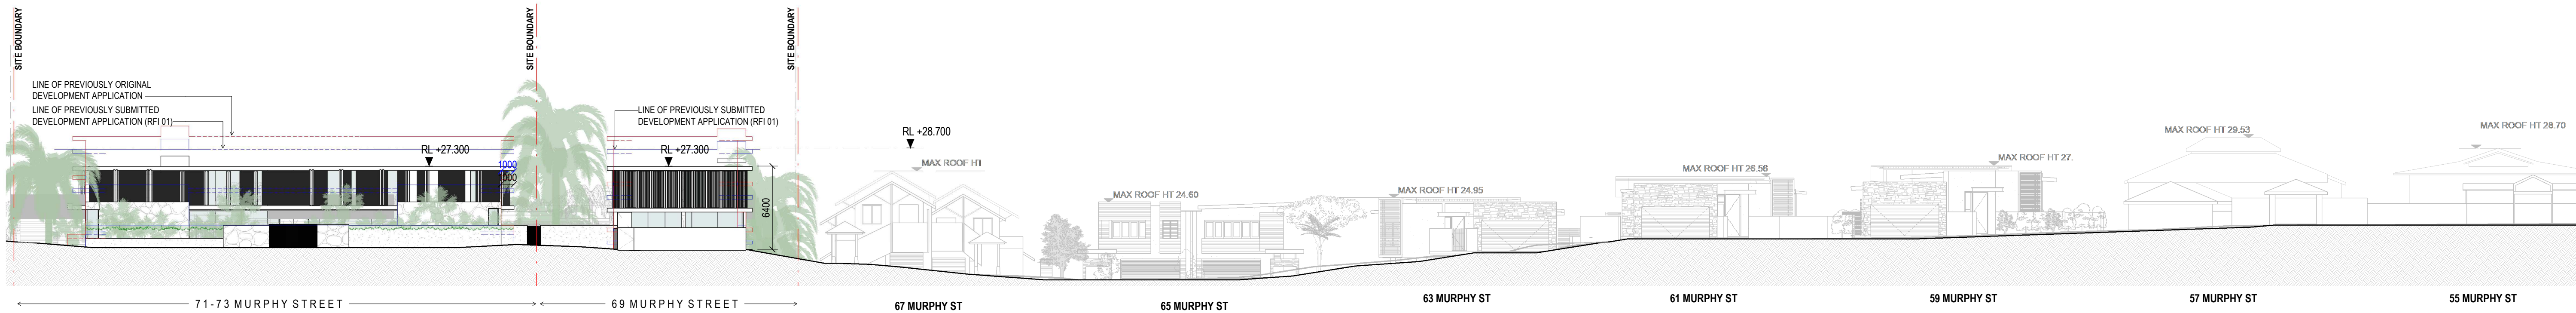 SITE BOUNDARY
SITE BOUNDARY
SITE BOUNDARY
LINE OF PREVIOUSLY ORIGINAL
DEVELOPMENT APPLICATION
LINE OF PREVIOUSLY SUBMITTED
DEVELOPMENT APPLICATION (RFI 01)
LINE OF PREVIOUSLY SUBMITTED
DEVELOPMENT APPLICATION (RFI 01)
RL +27.300
1000
1000
RL +27.300
6400
RL +28.700
MAX ROOF HT
MAX ROOF HT 24.60
MAX ROOF HT 24.95
MAX ROOF HT 26.56
MAX ROOF HT 27.
MAX ROOF HT 29.53
MAX ROOF HT 28.70
71-73 MURPHY STREET
69 MURPHY STREET
67 MURPHY ST
65 MURPHY ST
63 MURPHY ST
61 MURPHY ST
59 MURPHY ST
57 MURPHY ST
55 MURPHY ST